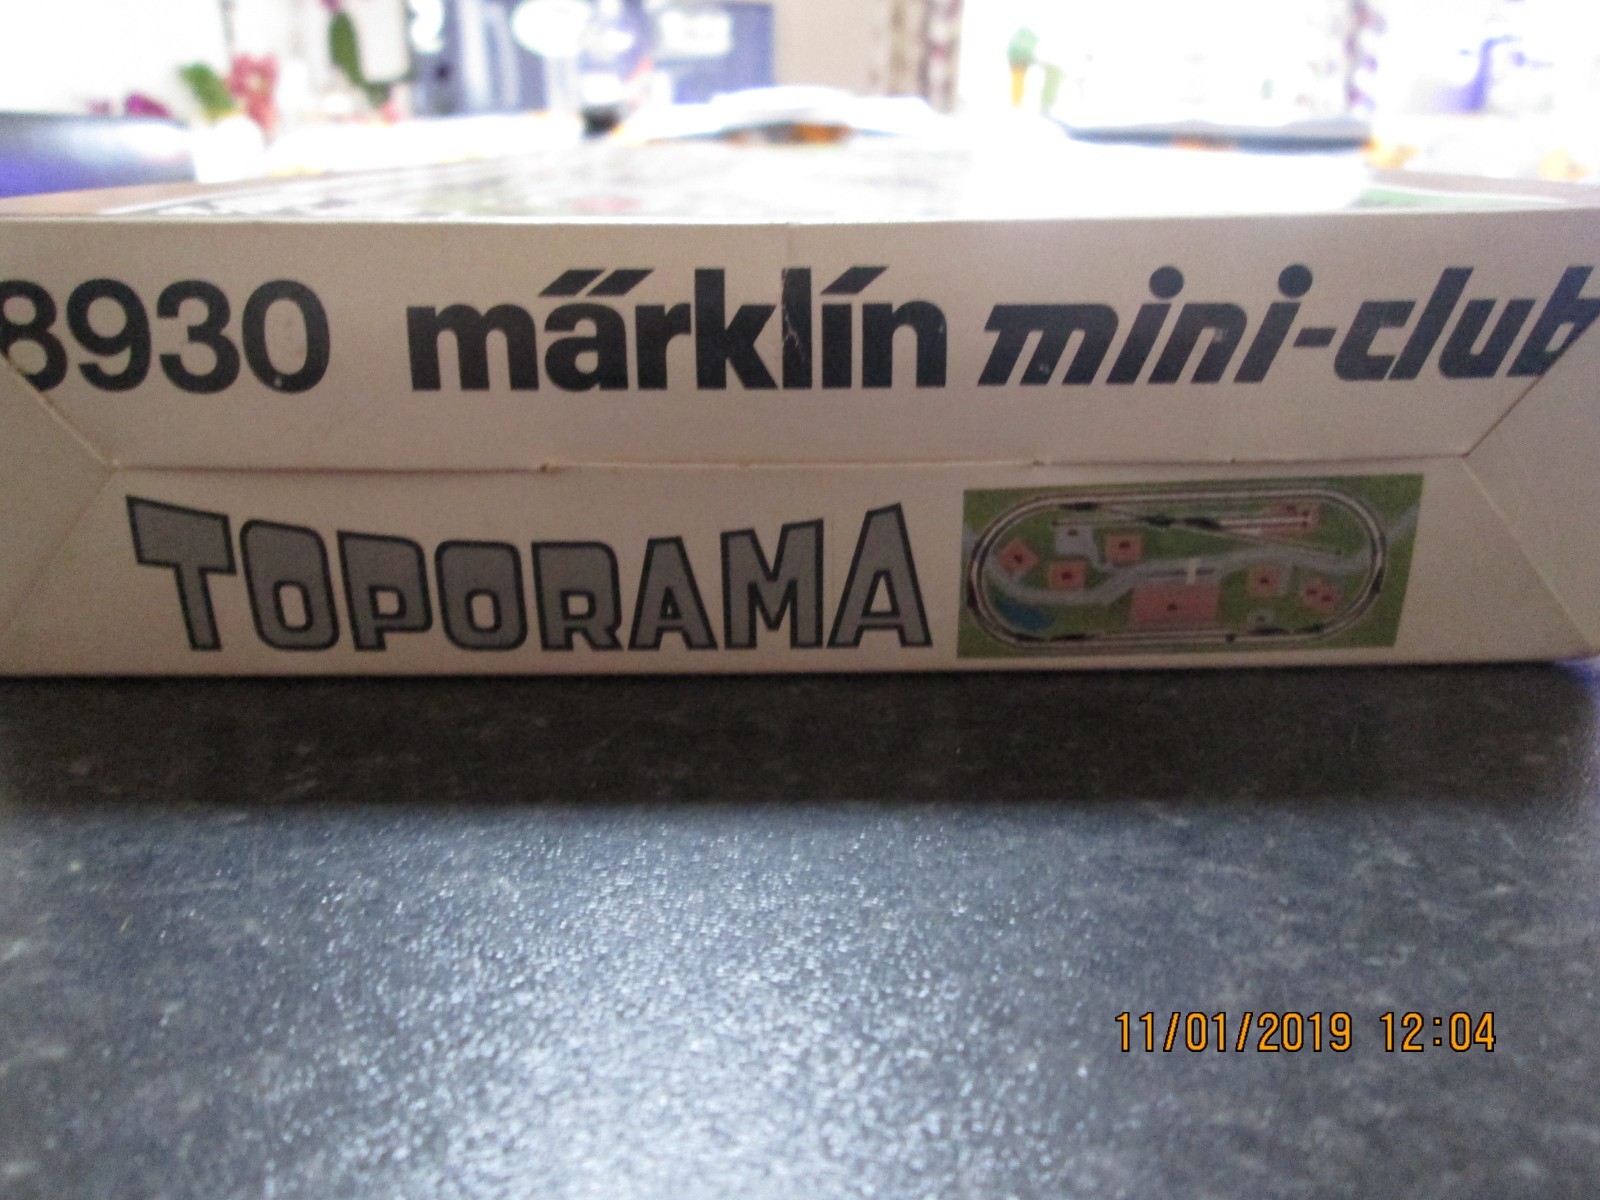 8930 märklin mini-club
TOPORAMA
11/01/2019 12:04